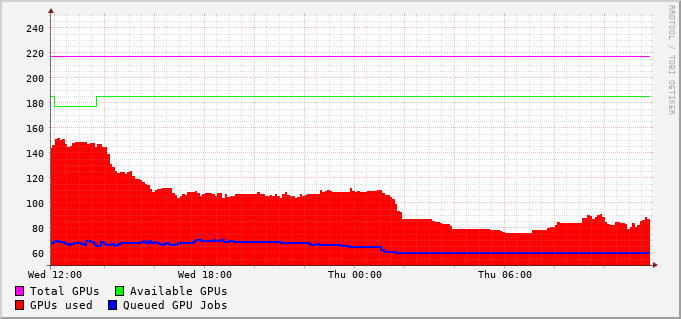 240
220
200
180
160
140
120
100
80
60
Wed 12:00 Wed 18:00 Thu 00:00 Thu 06:00
Total GPUs Available GPUs
GPUs used Queued GPU Jobs
RRDTOOL / TOBI OETIKER